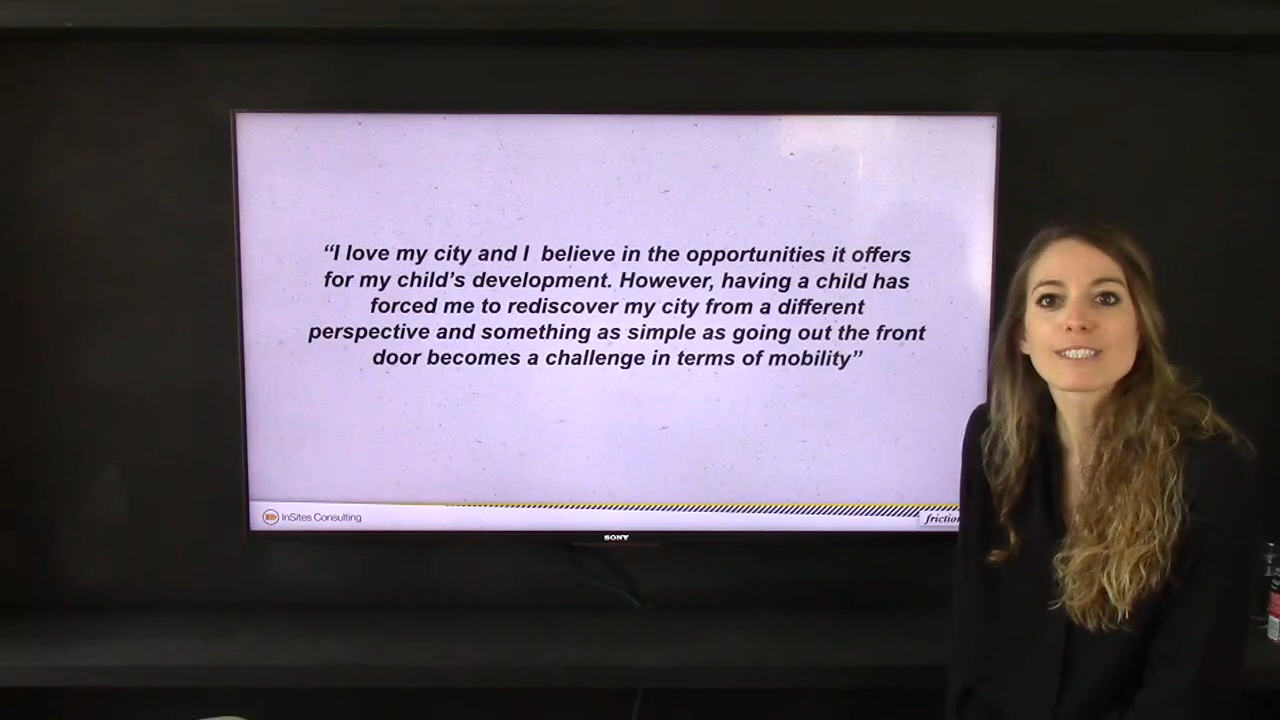 “I love my city and I  believe in the opportunities it offers
for my child’s development. However, having a child has
forced me to rediscover my city from a different
perspective and something as simple as going out the front
door becomes a challenge in terms of mobility”
InSites Consulting
SONY